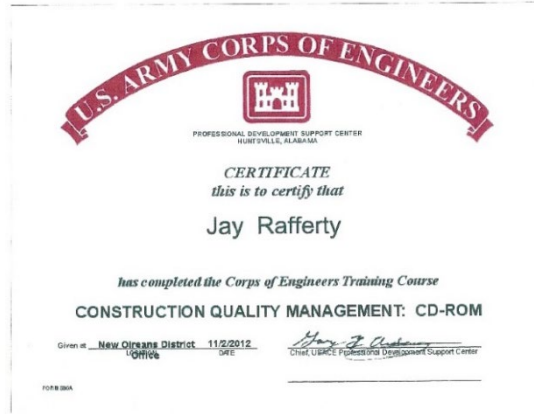 U.S. ARMY CORPS OF ENGINEERS
PROFESSIONAL DEVELOPMENT SUPPORT CENTER
HUNTSVILLE, ALABAMA
CERTIFICATE
this is to certify that
Jay Rafferty
has completed the Corps of Engineers Training Course
CONSTRUCTION QUALITY MANAGEMENT: CD-ROM
Given at New Olreans District 11/2/2012
Office
LOCATION DATE Chief, USACE Professional Development Support Center